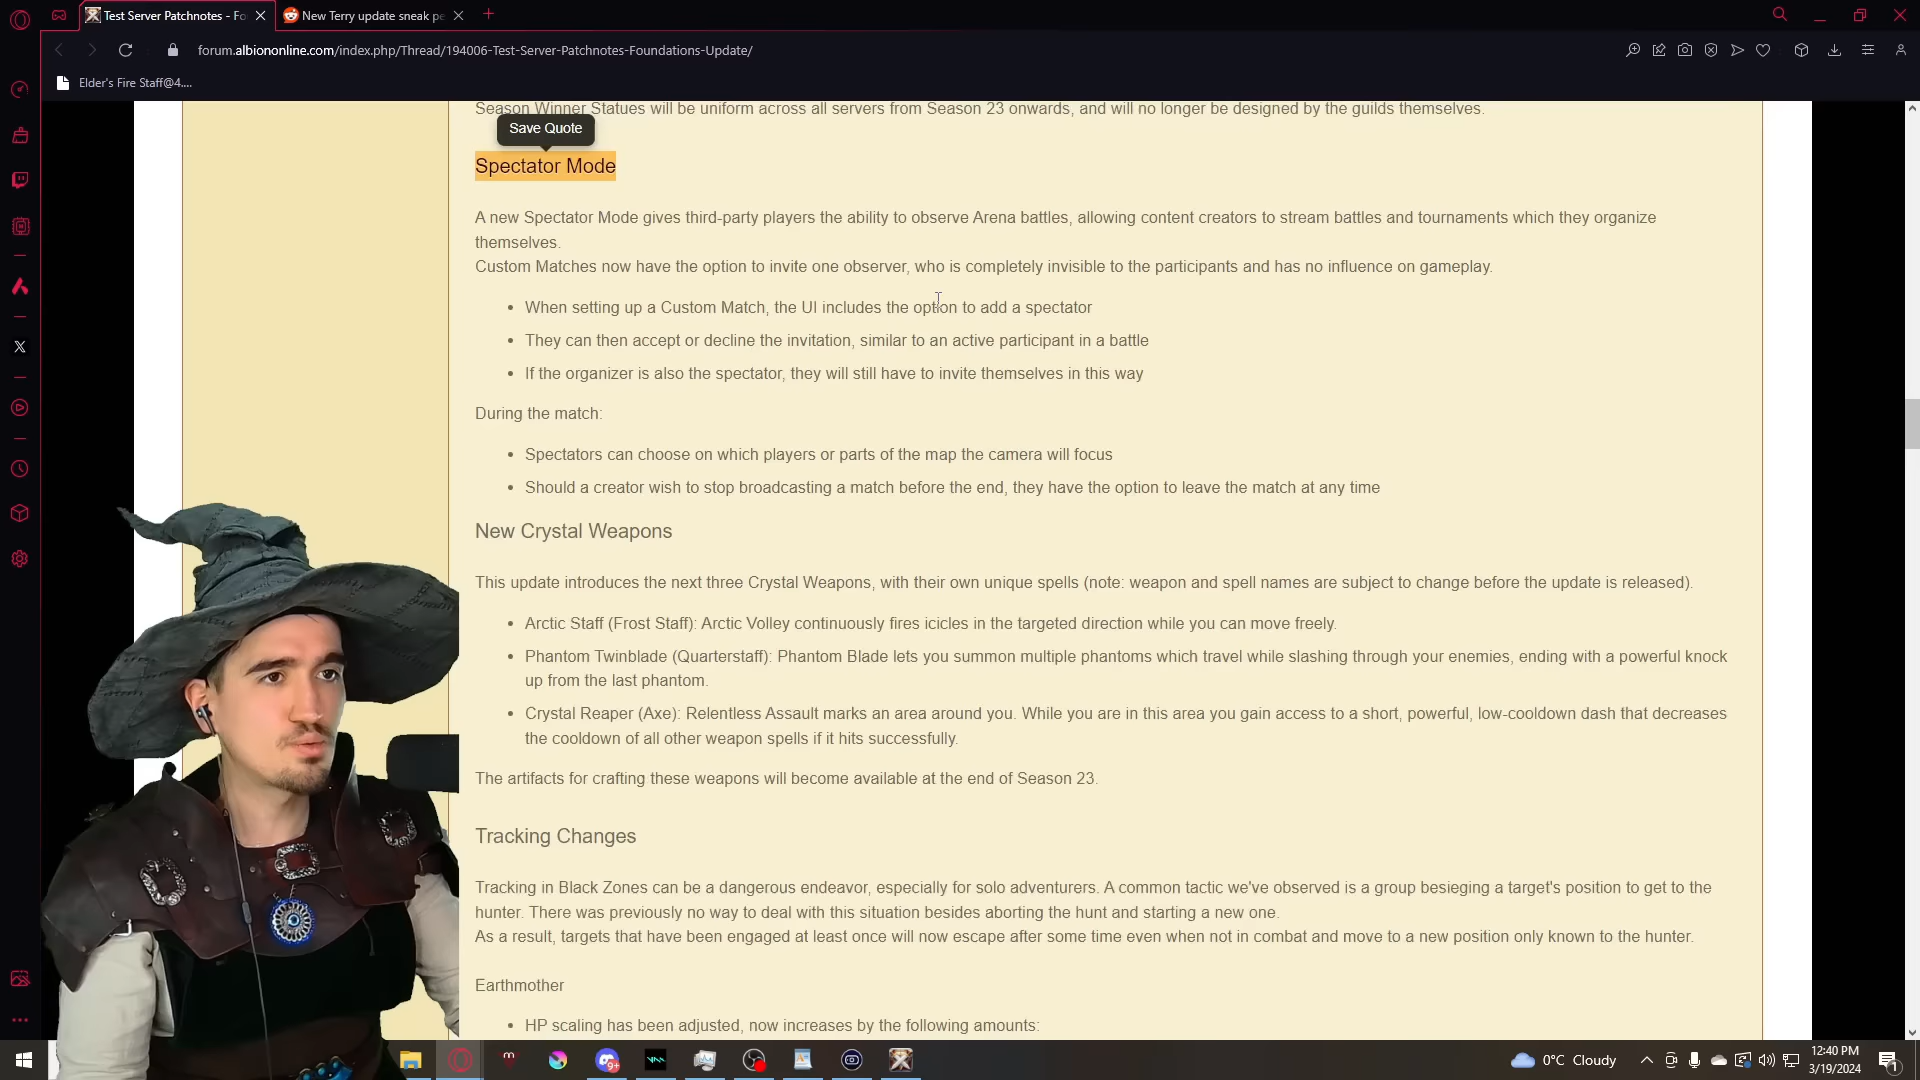 Test Server Patchnotes - Fo
New Terry update sneak pe
forum.albiononline.com/index.php/Thread/194006-Test-Server-Patchnotes-Foundations-Update/
Elder's Fire Staff@4....
Season Winner Statues will be uniform across all servers from Season 23 onwards, and will no longer be designed by the guilds themselves.
Save Quote
Spectator Mode
A new Spectator Mode gives third-party players the ability to observe Arena battles, allowing content creators to stream battles and tournaments which they organize
themselves.
Custom Matches now have the option to invite one observer, who is completely invisible to the participants and has no influence on gameplay.
• When setting up a Custom Match, the UI includes the option to add a spectator
• They can then accept or decline the invitation, similar to an active participant in a battle
• If the organizer is also the spectator, they will still have to invite themselves in this way
During the match:
• Spectators can choose on which players or parts of the map the camera will focus
• Should a creator wish to stop broadcasting a match before the end, they have the option to leave the match at any time
New Crystal Weapons
This update introduces the next three Crystal Weapons, with their own unique spells (note: weapon and spell names are subject to change before the update is released).
• Arctic Staff (Frost Staff): Arctic Volley continuously fires icicles in the targeted direction while you can move freely.
• Phantom Twinblade (Quarterstaff): Phantom Blade lets you summon multiple phantoms which travel while slashing through your enemies, ending with a powerful knock
up from the last phantom.
• Crystal Reaper (Axe): Relentless Assault marks an area around you. While you are in this area you gain access to a short, powerful, low-cooldown dash that decreases
the cooldown of all other weapon spells if it hits successfully.
The artifacts for crafting these weapons will become available at the end of Season 23.
Tracking Changes
Tracking in Black Zones can be a dangerous endeavor, especially for solo adventurers. A common tactic we've observed is a group besieging a target's position to get to the
hunter. There was previously no way to deal with this situation besides aborting the hunt and starting a new one.
As a result, targets that have been engaged at least once will now escape after some time even when not in combat and move to a new position only known to the hunter.
Earthmother
• HP scaling has been adjusted, now increases by the following amounts:
9+
0°C Cloudy
12:40 PM
3/19/2024
1